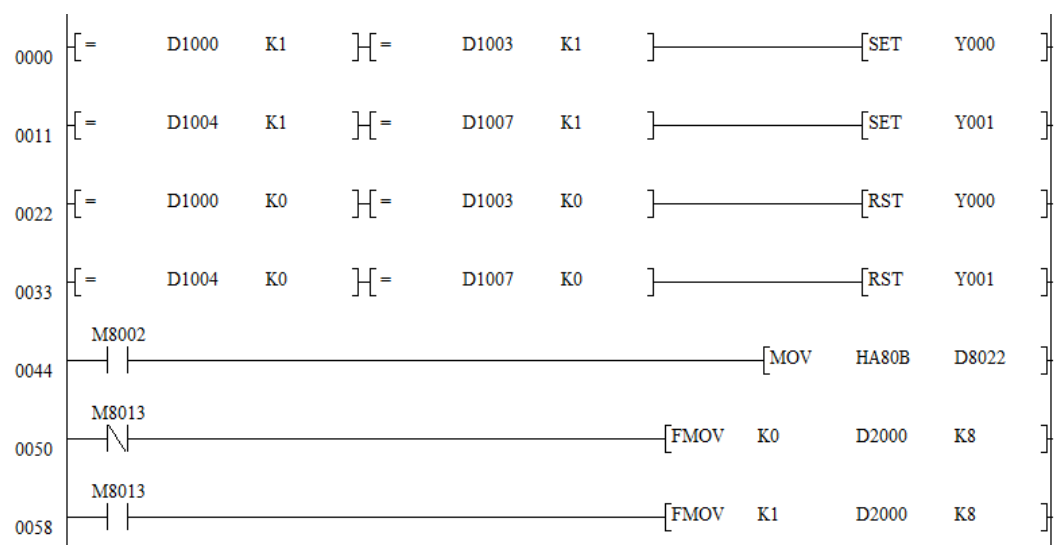 0000 [= D1000 K1 ] [= D1003 K1 ] [SET Y000 ]
0011 [= D1004 K1 ] [= D1007 K1 ] [SET Y001 ]
0022 [= D1000 K0 ] [= D1003 K0 ] [RST Y000 ]
0033 [= D1004 K0 ] [= D1007 K0 ] [RST Y001 ]
M8002
0044 [MOV HA80B D8022 ]
M8013
0050 [FMOV K0 D2000 K8 ]
M8013
0058 [FMOV K1 D2000 K8 ]